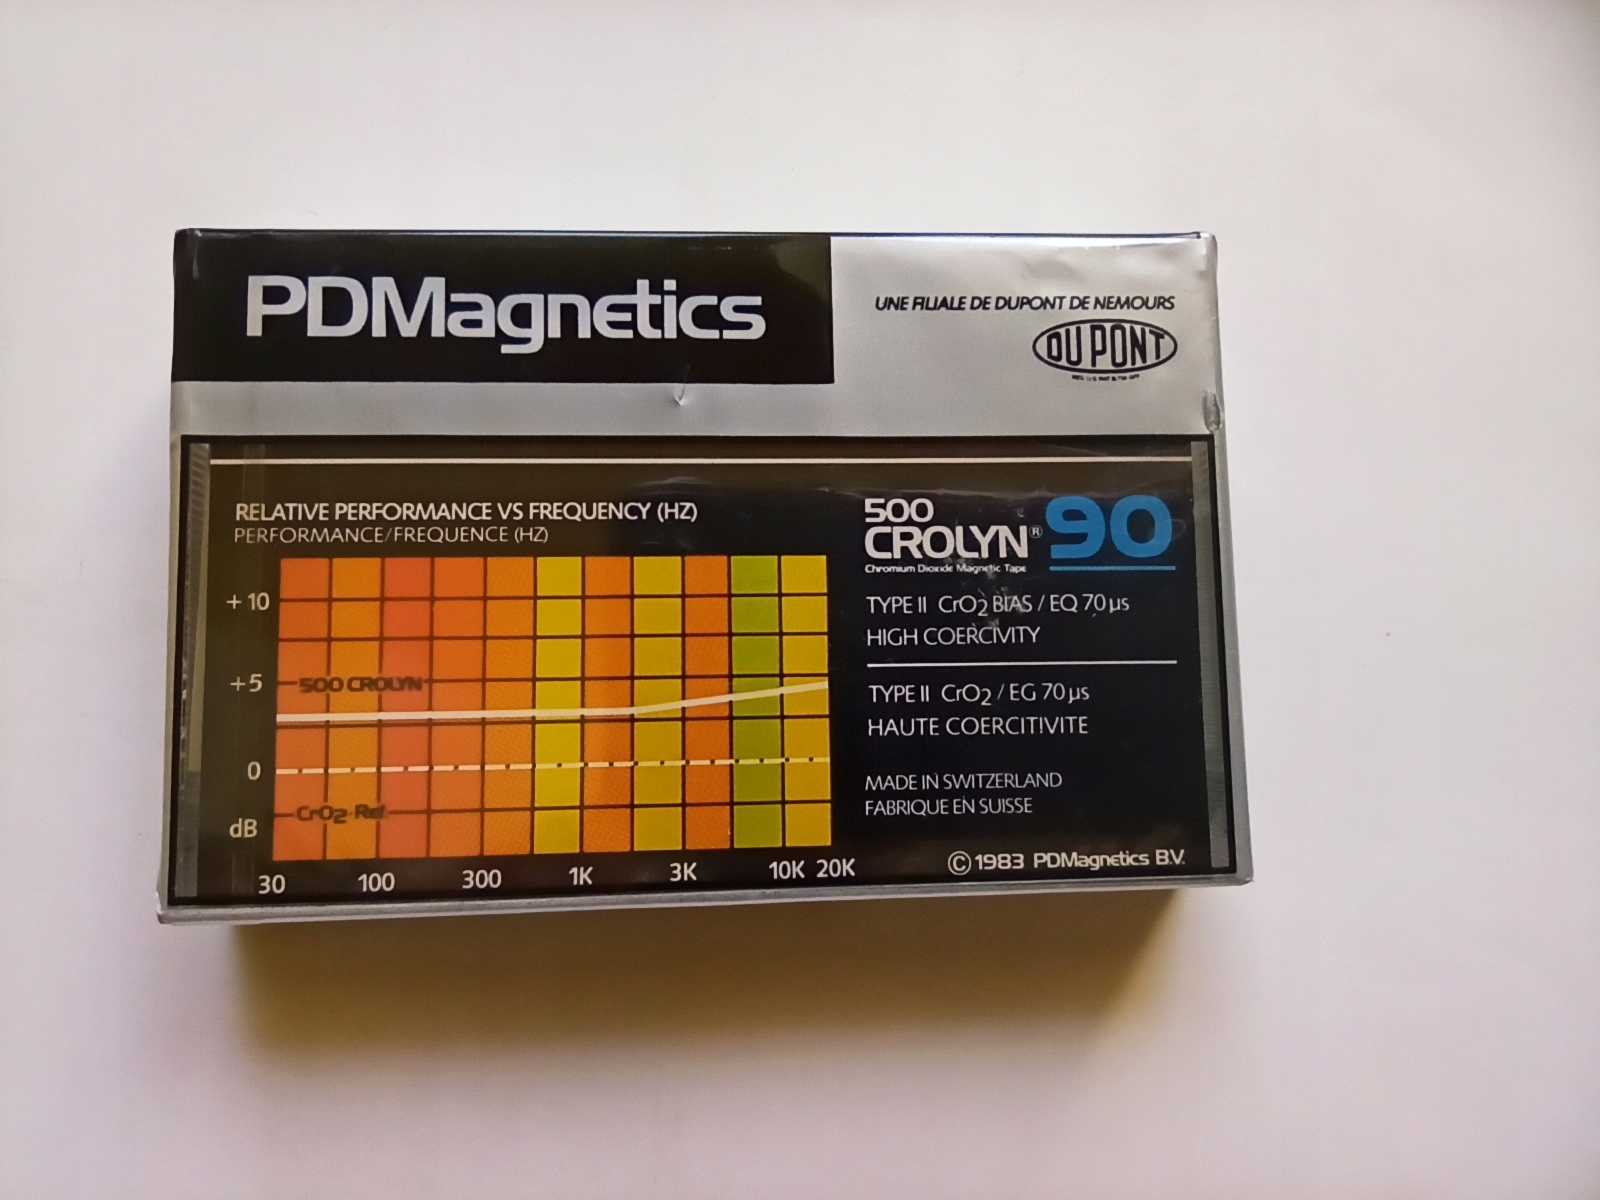 PDMagnetics
UNE FILIALE DE DUPONT DE NEMOURS
DU PONT
RELATIVE PERFORMANCE VS FREQUENCY (HZ)
PERFORMANCE/FREQUENCE (HZ)
+10
+5
500 CROLYN
0
CrO2 Ref
dB
30 100 300 1K 3K 10K 20K
500
CROLYN® 90
Chromium Dioxide Magnetic Tape
TYPE II CrO2 BIAS / EQ 70 µs
HIGH COERCIVITY
TYPE II CrO2 / EG 70 µs
HAUTE COERCITIVITE
MADE IN SWITZERLAND
FABRIQUE EN SUISSE
© 1983 PDMagnetics B.V.